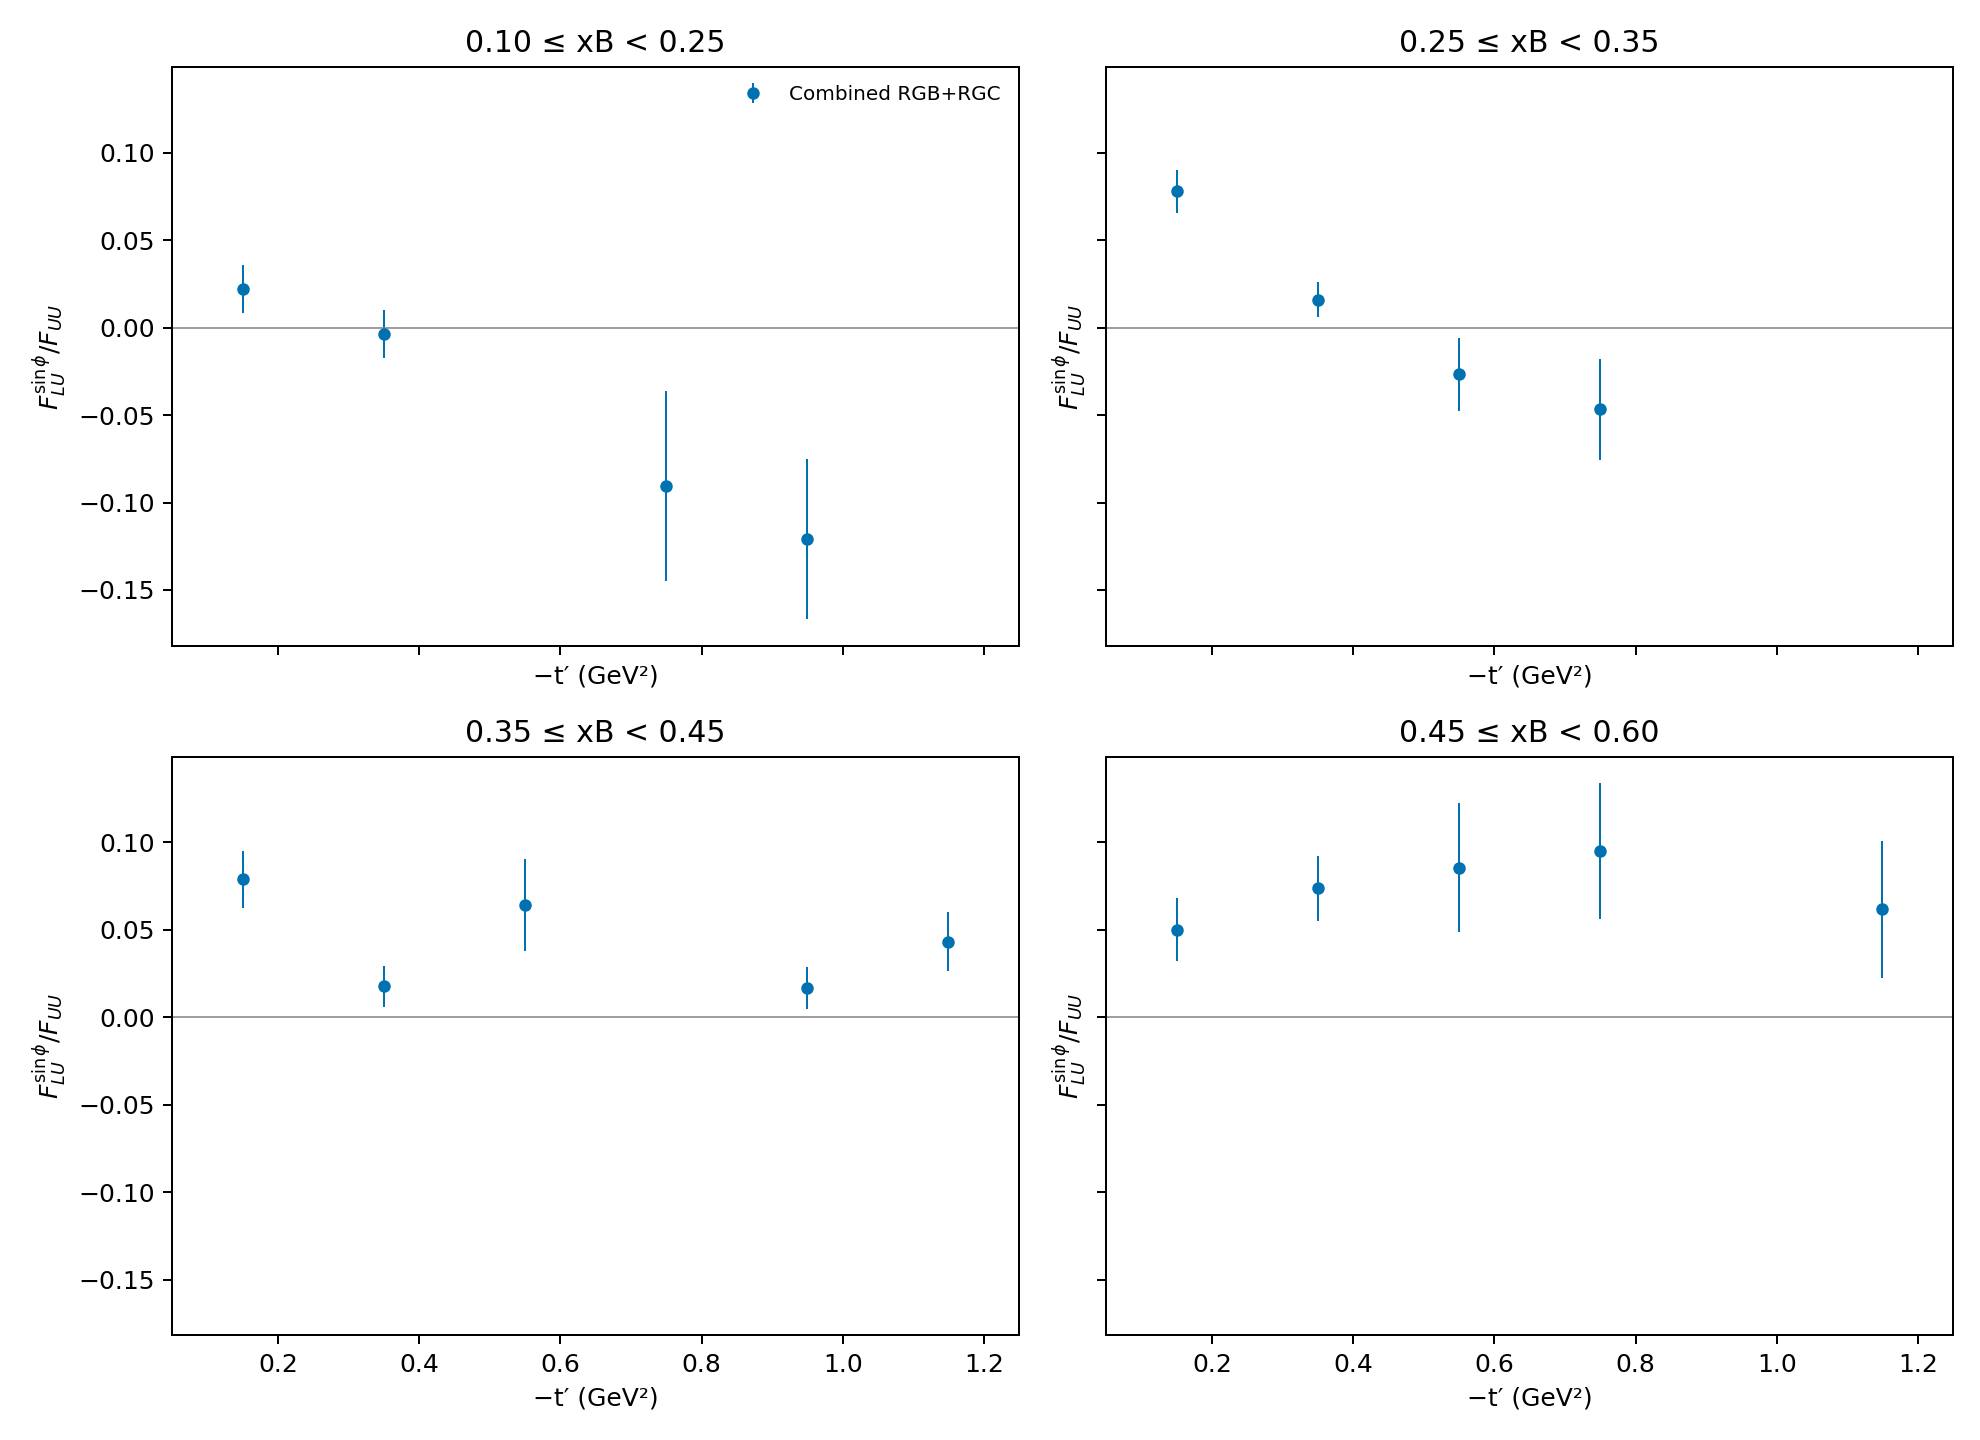 0.10 ≤ xB < 0.25
Combined RGB+RGC
0.10
0.05
0.00
−0.05
−0.10
−0.15
F_{LU}^{sin ϕ}/F_{UU}
−t′ (GeV²)
0.25 ≤ xB < 0.35
F_{LU}^{sin ϕ}/F_{UU}
−t′ (GeV²)
0.35 ≤ xB < 0.45
0.10
0.05
0.00
−0.05
−0.10
−0.15
F_{LU}^{sin ϕ}/F_{UU}
0.2 0.4 0.6 0.8 1.0 1.2
−t′ (GeV²)
0.45 ≤ xB < 0.60
F_{LU}^{sin ϕ}/F_{UU}
0.2 0.4 0.6 0.8 1.0 1.2
−t′ (GeV²)